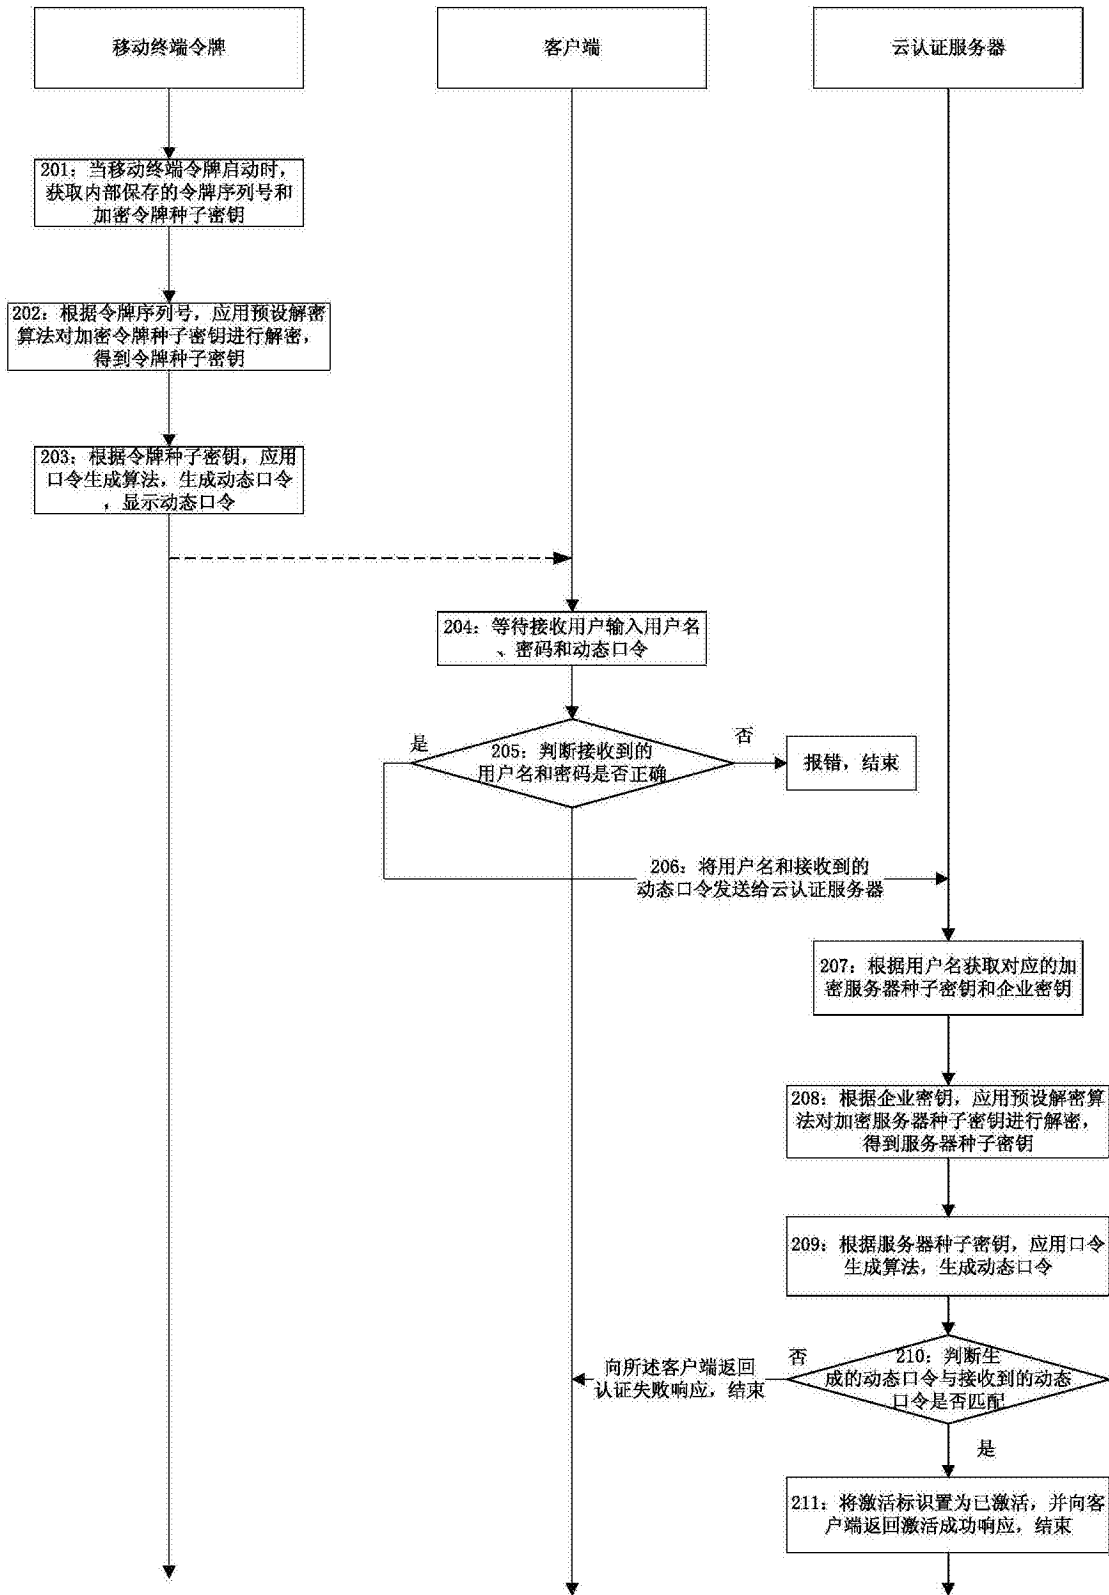 移动终端令牌
客户端
云认证服务器
201：当移动终端令牌启动时，
获取内部保存的令牌序列号和
加密令牌种子密钥
202：根据令牌序列号，应用预设解密
算法对加密令牌种子密钥进行解密，
得到令牌种子密钥
203：根据令牌种子密钥，应用
口令生成算法，生成动态口令
，显示动态口令
204：等待接收用户输入用户名
、密码和动态口令
是
205：判断接收到的
用户名和密码是否正确
否
报错，结束
206：将用户名和接收到的
动态口令发送给云认证服务器
207：根据用户名获取对应的加
密服务器种子密钥和企业密钥
208：根据企业密钥，应用预设解密算
法对加密服务器种子密钥进行解密，
得到服务器种子密钥
209：根据服务器种子密钥，应用口令
生成算法，生成动态口令
向所述客户端返回
认证失败响应，结束
否
210：判断生
成的动态口令与接收到的动态
口令是否匹配
是
211：将激活标识置为已激活，并向客
户端返回激活成功响应，结束